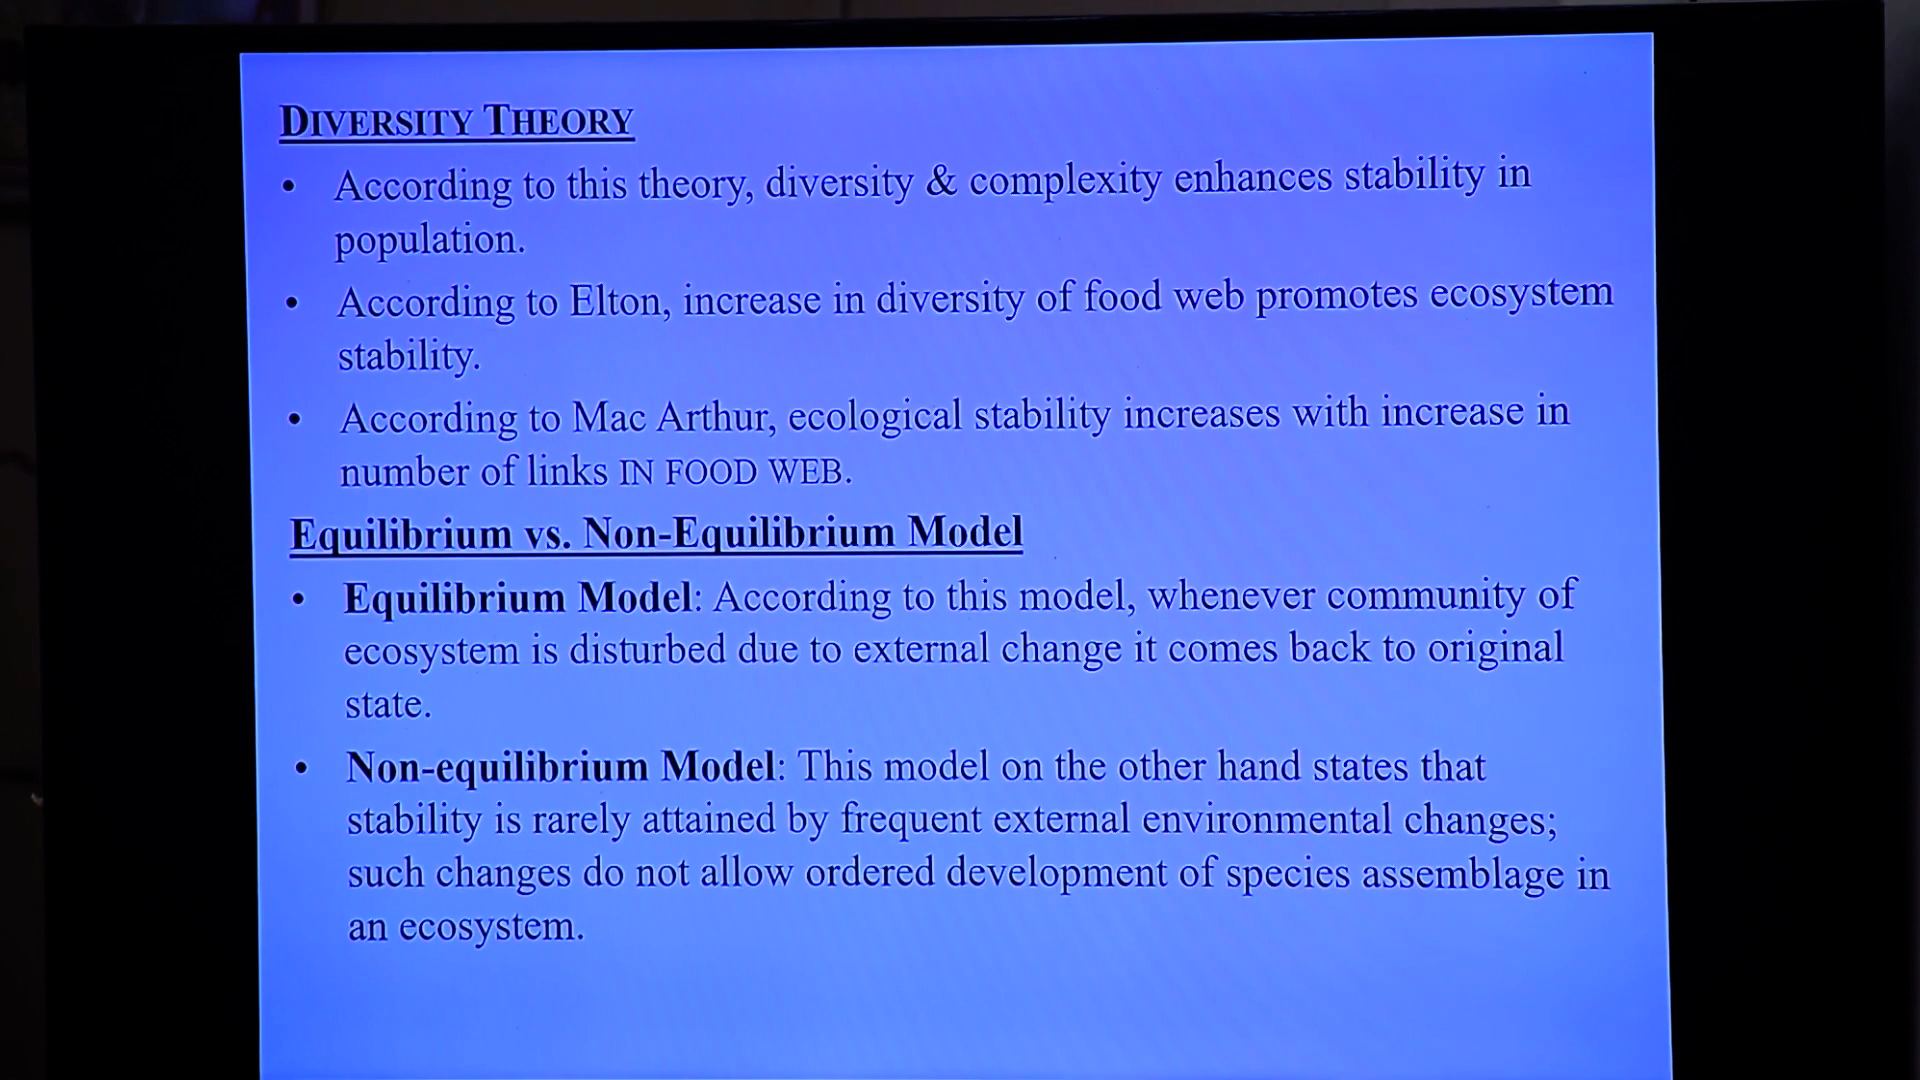 DIVERSITY THEORY
• According to this theory, diversity & complexity enhances stability in
population.
• According to Elton, increase in diversity of food web promotes ecosystem
stability.
• According to Mac Arthur, ecological stability increases with increase in
number of links IN FOOD WEB.
Equilibrium vs. Non-Equilibrium Model
• Equilibrium Model: According to this model, whenever community of
ecosystem is disturbed due to external change it comes back to original
state.
• Non-equilibrium Model: This model on the other hand states that
stability is rarely attained by frequent external environmental changes;
such changes do not allow ordered development of species assemblage in
an ecosystem.